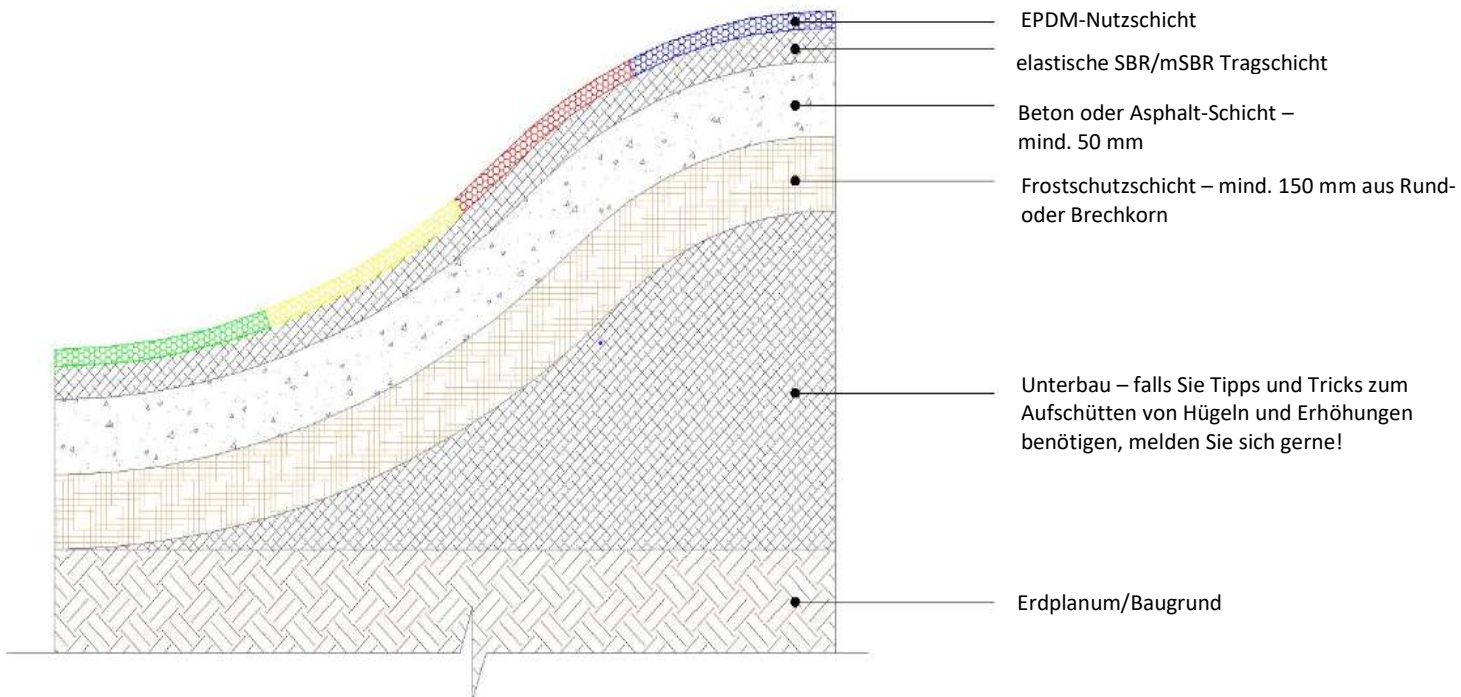 EPDM-Nutzschicht
elastische SBR/mSBR Tragschicht
Beton oder Asphalt-Schicht –
mind. 50 mm
Frostschutzschicht – mind. 150 mm aus Rund-
oder Brechkorn
Unterbau – falls Sie Tipps und Tricks zum
Aufschütten von Hügeln und Erhöhungen
benötigen, melden Sie sich gerne!
Erdplanum/Baugrund